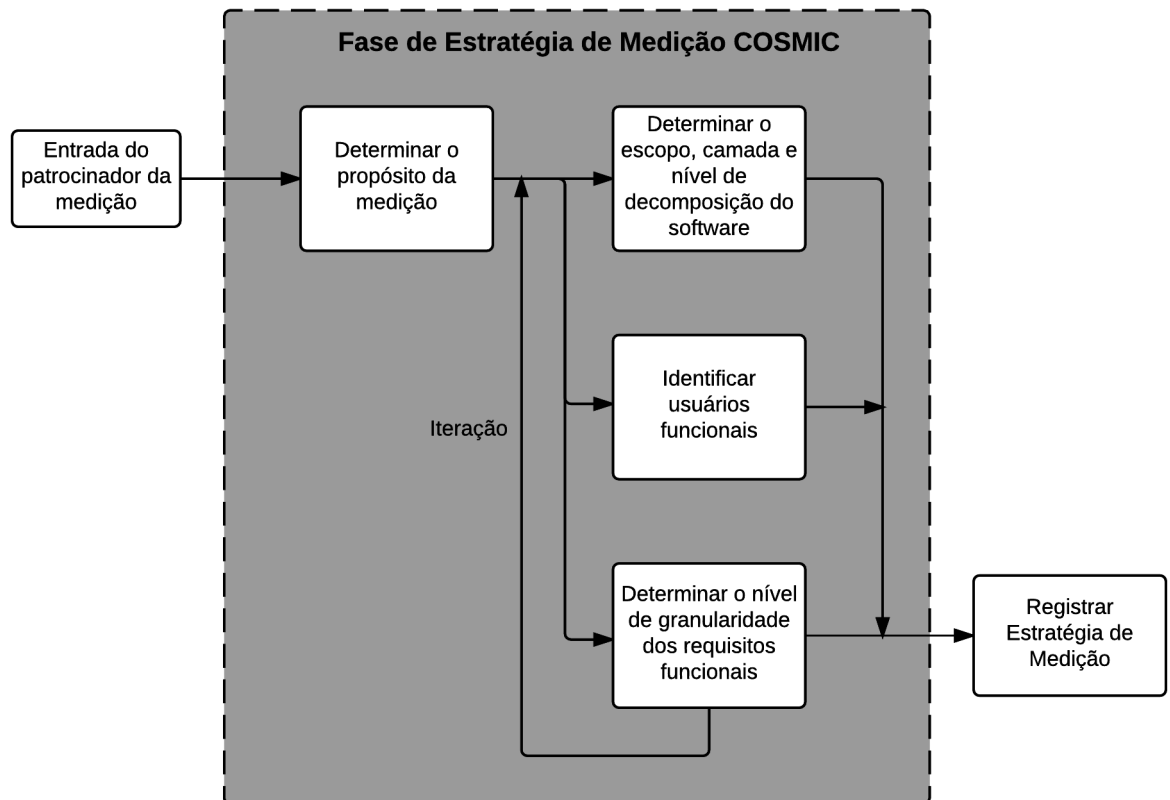 Fase de Estratégia de Medição COSMIC
Entrada do
patrocinador da
medição
Determinar o
propósito da
medição
Determinar o
escopo, camada e
nível de
decomposição do
software
Identificar
usuários
funcionais
Iteração
Determinar o nível
de granularidade
dos requisitos
funcionais
Registrar
Estratégia de
Medição